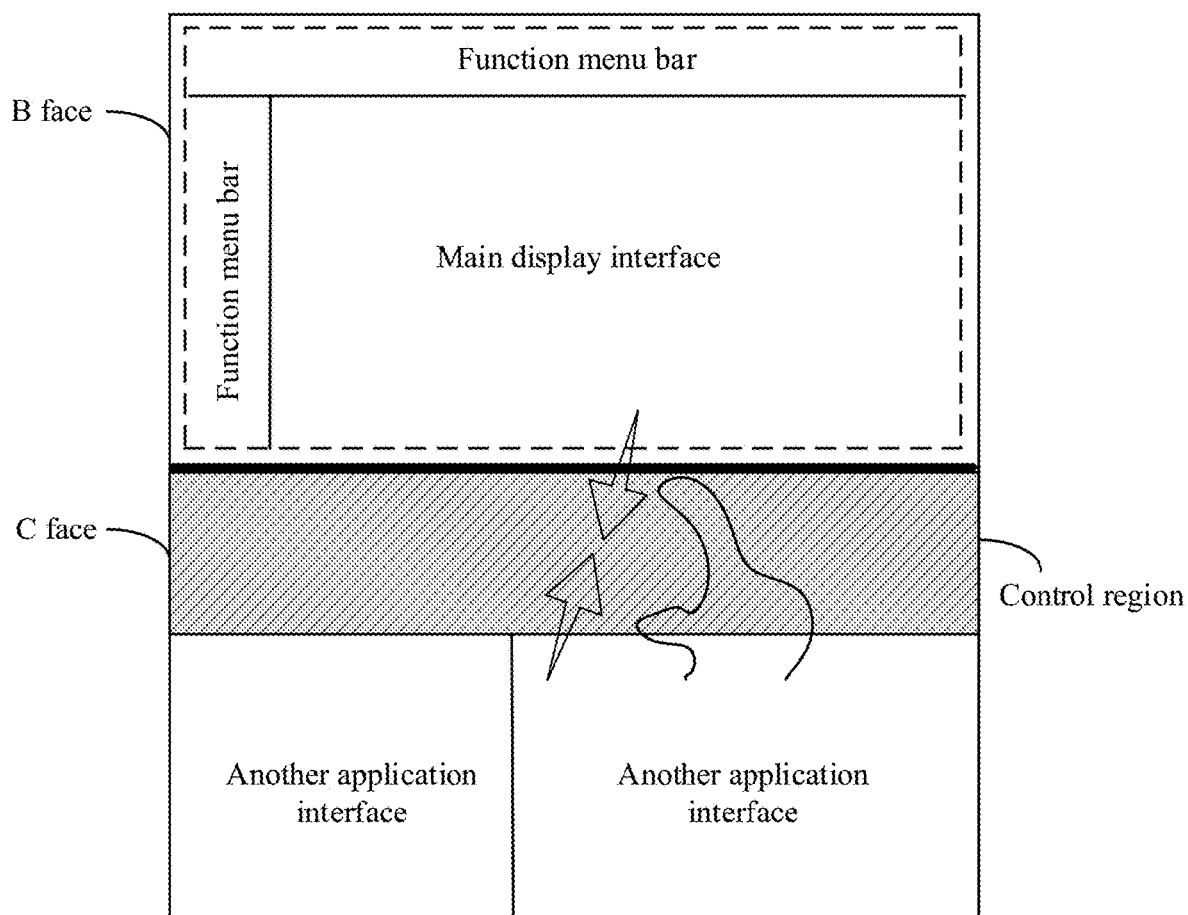 Function menu bar
B face
Function menu bar
Main display interface
C face
Control region
Another application
interface
Another application
interface